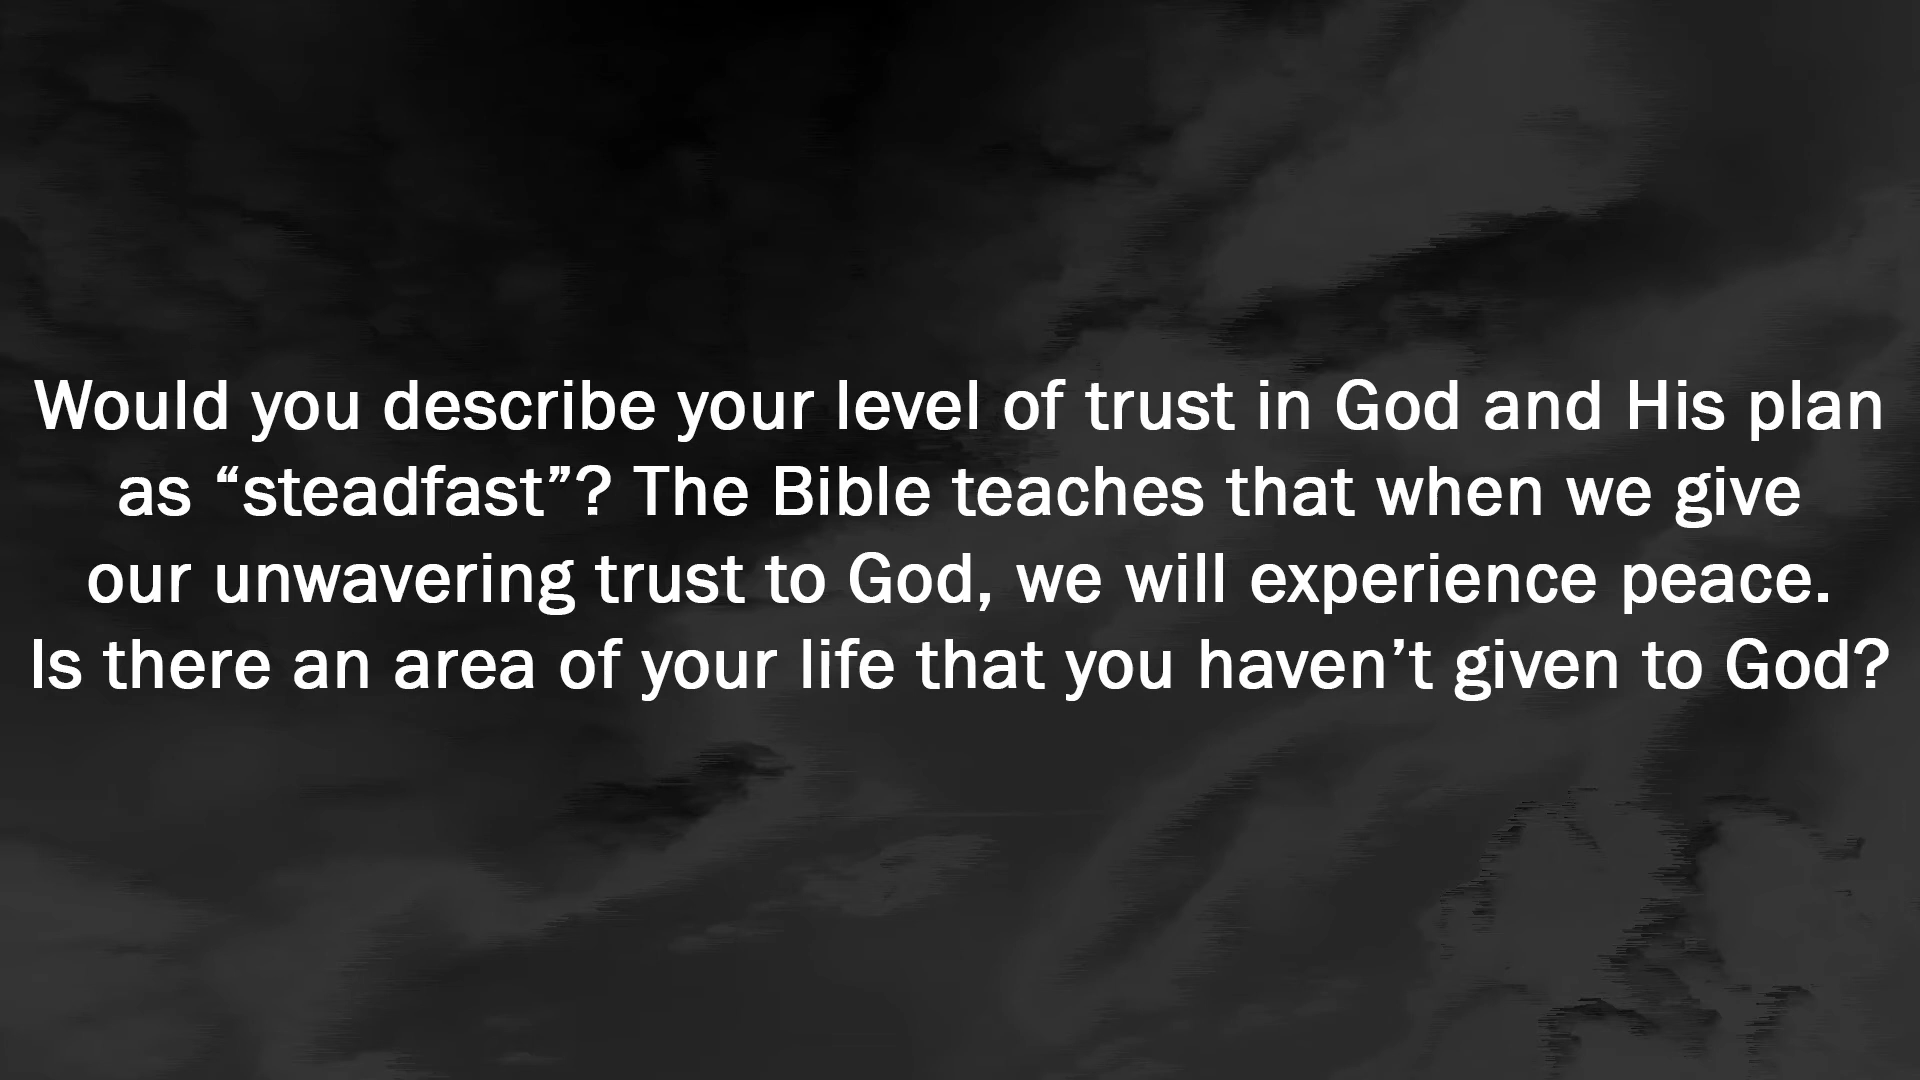 Would you describe your level of trust in God and His plan
as “steadfast”? The Bible teaches that when we give
our unwavering trust to God, we will experience peace.
Is there an area of your life that you haven’t given to God?